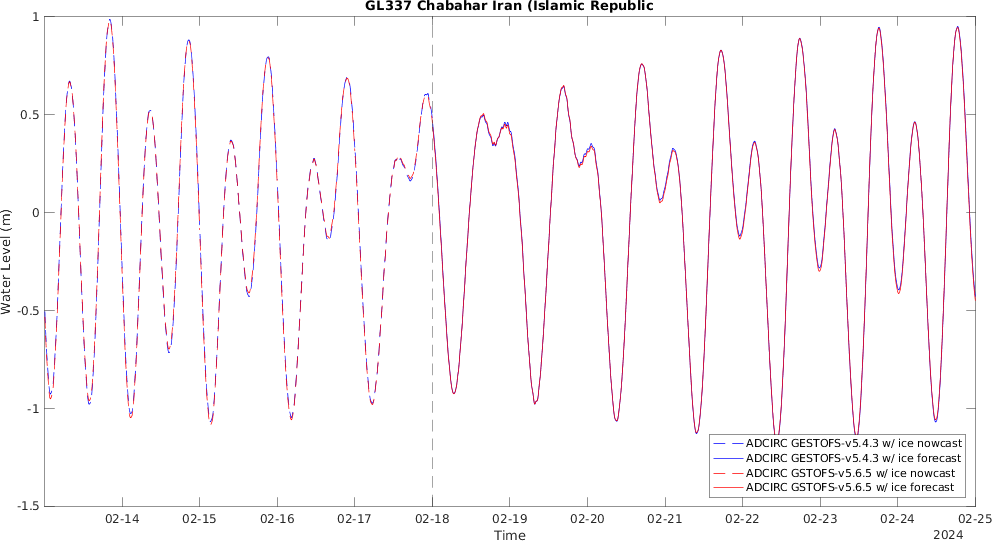 GL337 Chabahar Iran (Islamic Republic
Water Level (m)
1
0.5
0
-0.5
-1
-1.5
02-14
02-15
02-16
02-17
02-18
02-19
02-20
02-21
02-22
02-23
02-24
02-25
Time
2024
ADCIRC GESTOFS-v5.4.3 w/ ice nowcast
ADCIRC GESTOFS-v5.4.3 w/ ice forecast
ADCIRC GSTOFS-v5.6.5 w/ ice nowcast
ADCIRC GSTOFS-v5.6.5 w/ ice forecast